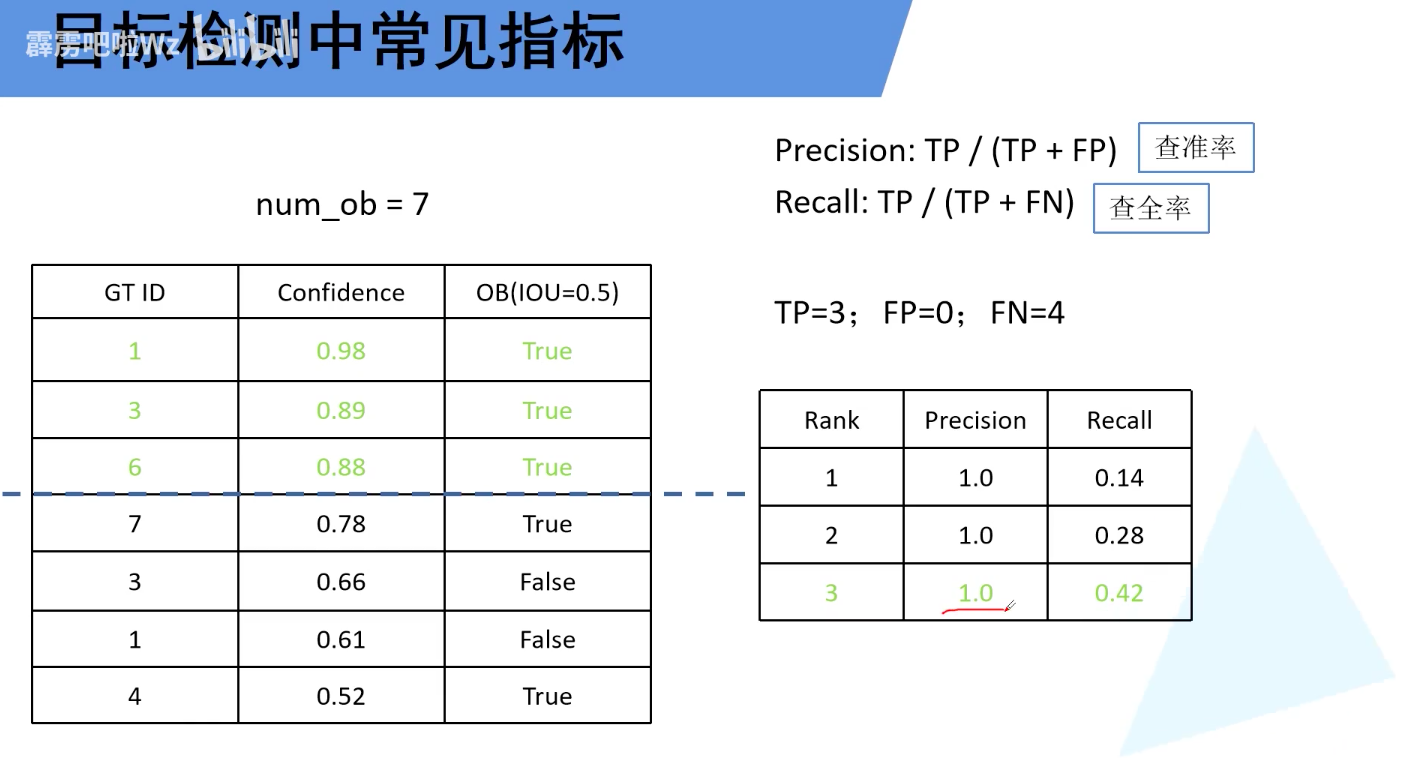 目标检测中常见指标
霹雳吧啦Wz bilibili
Precision: TP / (TP + FP) 查准率
Recall: TP / (TP + FN) 查全率
num_ob = 7
GT ID Confidence OB(IOU=0.5)
1 0.98 True
3 0.89 True
6 0.88 True
7 0.78 True
3 0.66 False
1 0.61 False
4 0.52 True
TP=3； FP=0； FN=4
Rank Precision Recall
1 1.0 0.14
2 1.0 0.28
3 1.0 0.42